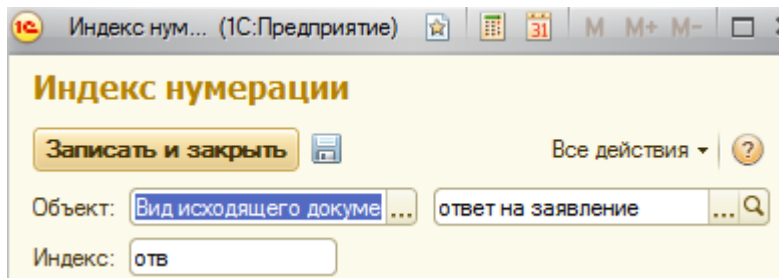 1С Индекс нум... (1С:Предприятие) 31 M M+ M-
Индекс нумерации
Записать и закрыть Все действия ?
Объект: Вид исходящего докуме ... ответ на заявление ...
Индекс: отв